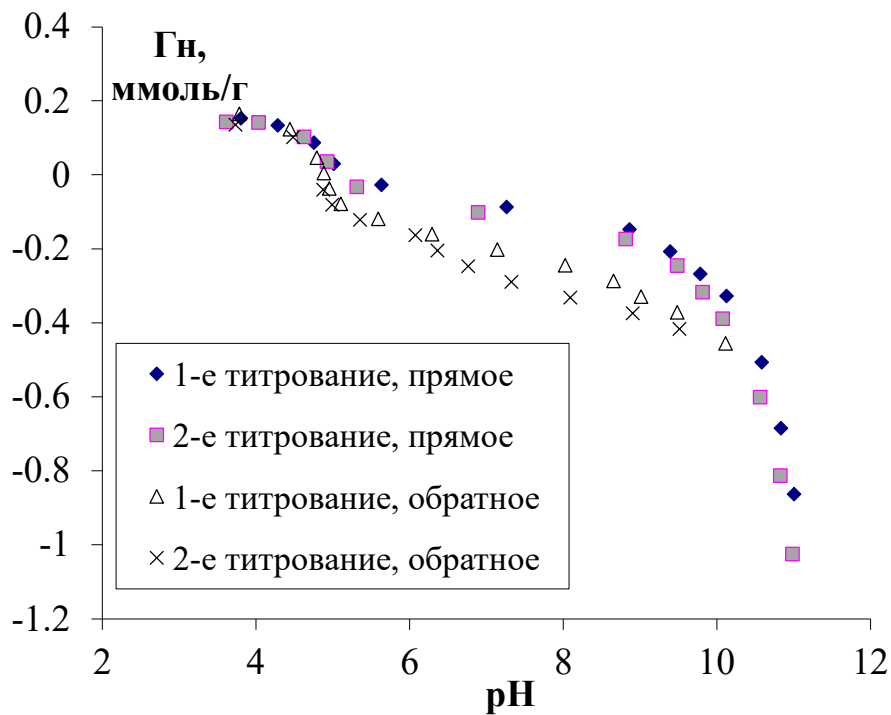 0.4
Гн,
ммоль/г
0.2
0
-0.2
-0.4
-0.6
-0.8
-1
-1.2
1-е титрование, прямое
2-е титрование, прямое
1-е титрование, обратное
2-е титрование, обратное
2 4 6 8 10 12
pH